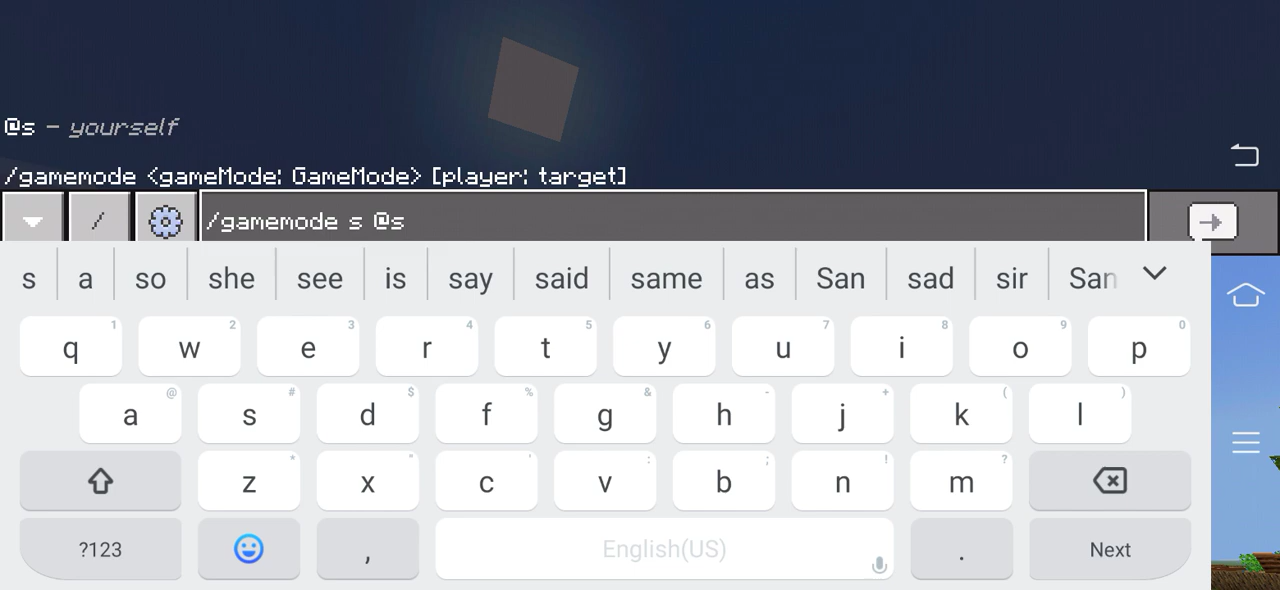 @s – yourself
/gamemode <gameMode: GameMode> [player: target]
/
/gamemode s @s
s a so she see is say said same as San sad sir San
q 1 w 2 e 3 r 4 t 5 y 6 u 7 i 8 o 9 p 0
a @ s # d $ f % g & h - j + k ( l )
z * x " c ' v : b ; n ! m ?
?123 , English(US) . Next